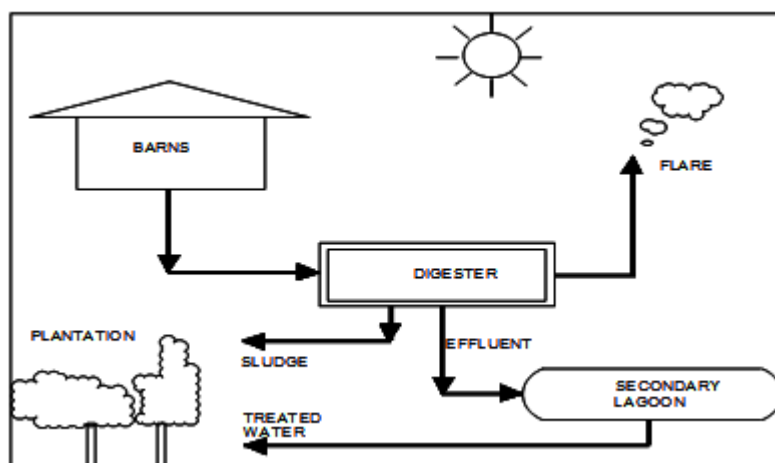 BARNS
FLARE
DIGESTER
PLANTATION
SLUDGE
EFFLUENT
SECONDARY
LAGOON
TREATED
WATER